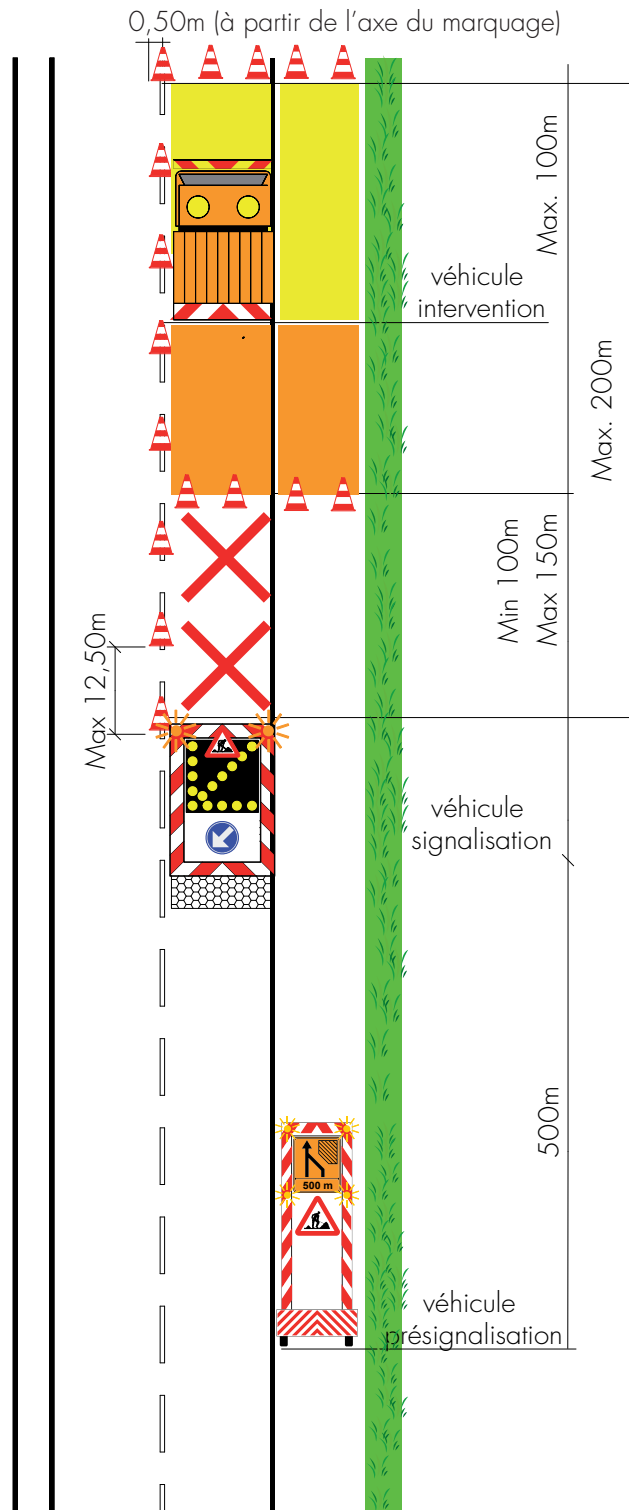 0,50m (à partir de l'axe du marquage)
Max. 100m
véhicule
intervention
Max. 200m
Min 100m
Max 150m
Max 12,50m
véhicule
signalisation
500m
500 m
véhicule
présignalisation